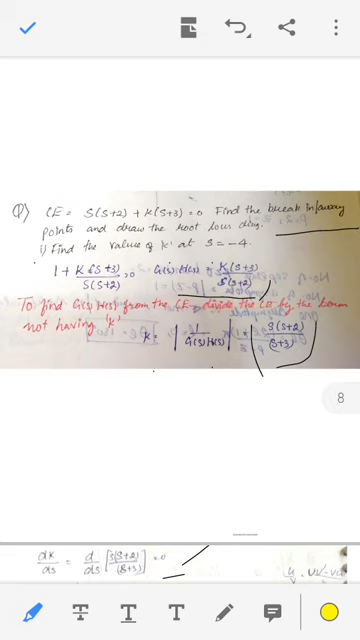 Q) CE = S(S+2) + K(S+3) = 0 Find the break in/away
points and draw the root locus diag.
i) Find the values of 'K' at S = -4.
1 + K(S+3)/S(S+2) = 0 G(s)H(s) = K(S+3)/S(S+2)
To find G(s)H(s) from the CE divide the CE by the term
not having 'K'
K = |1/G(s)H(s)| = S(S+2)/(S+3)
8
dK/ds = d/ds [S(S+2)/(S+3)] = 0